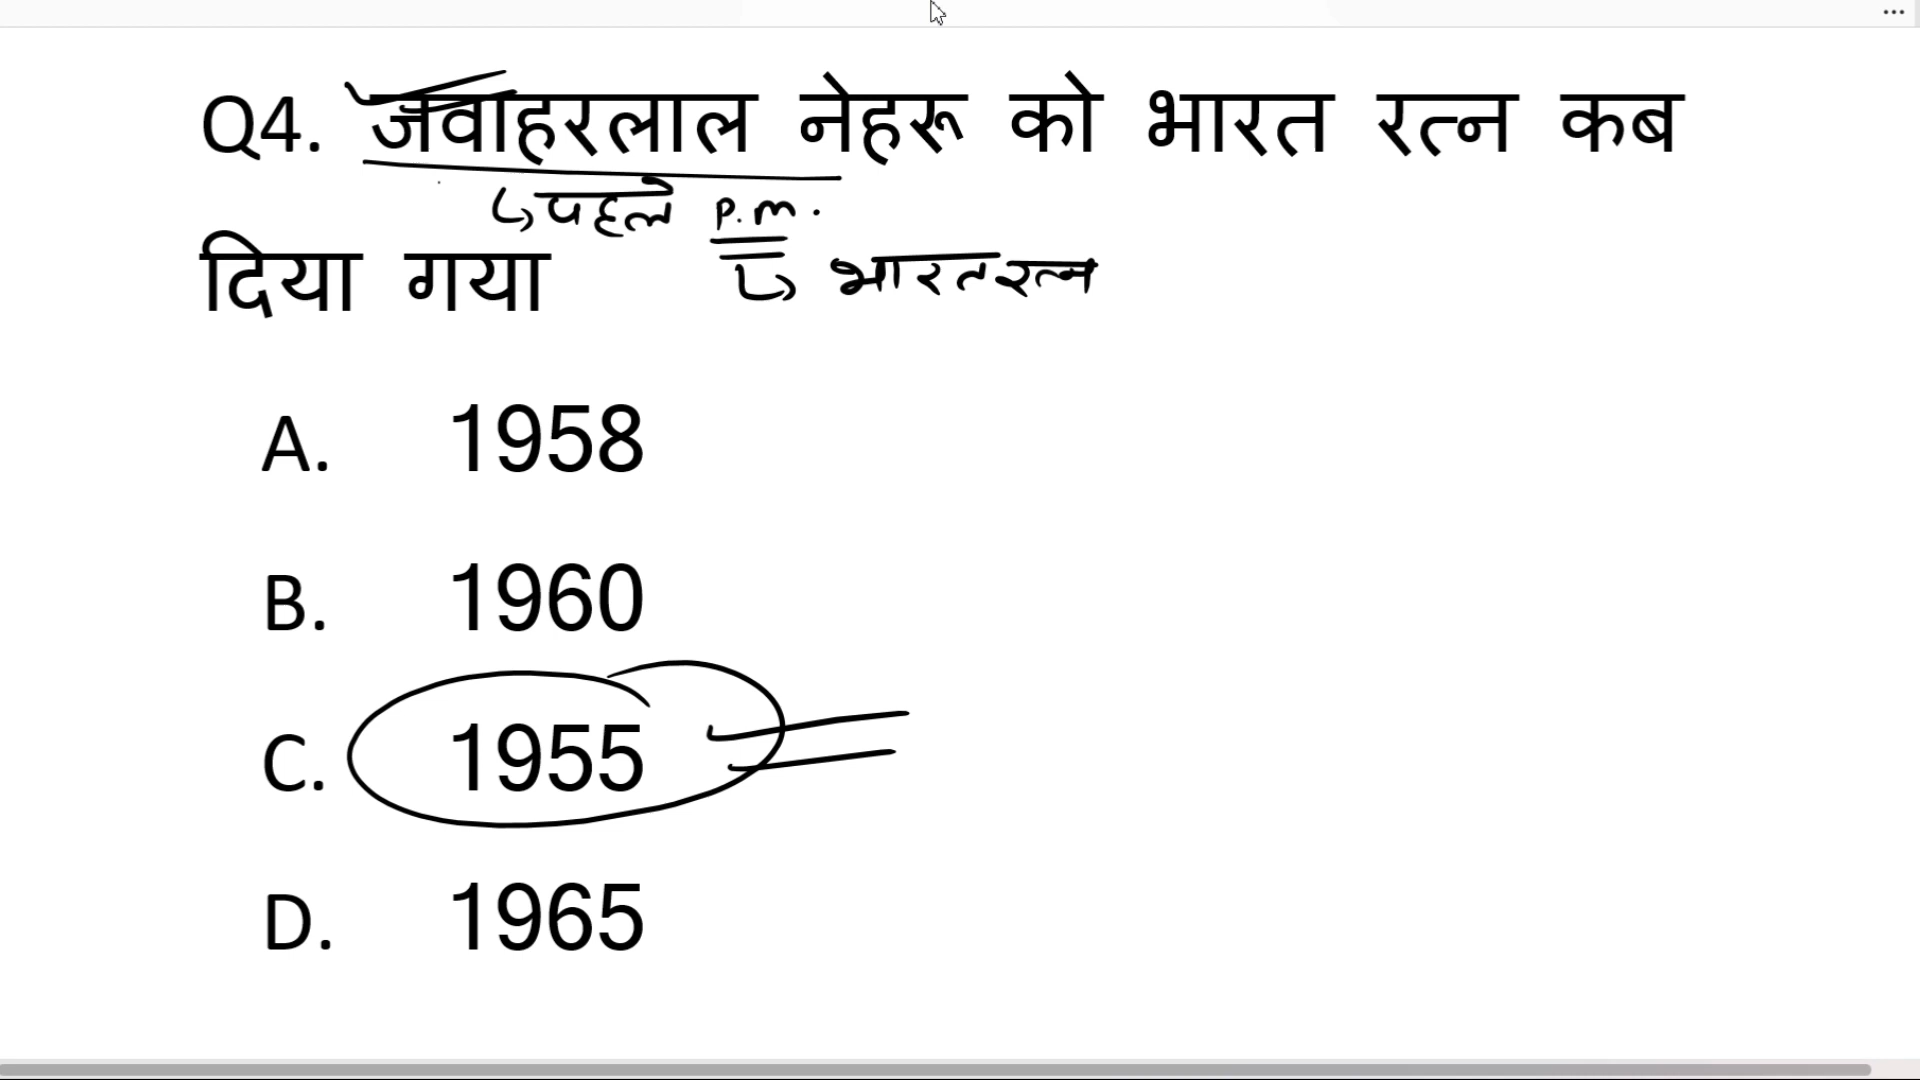 Q4. जवाहरलाल नेहरू को भारत रत्न कब
पहले P.m.
दिया गया
भारतरत्न
A. 1958
B. 1960
C. 1955
D. 1965